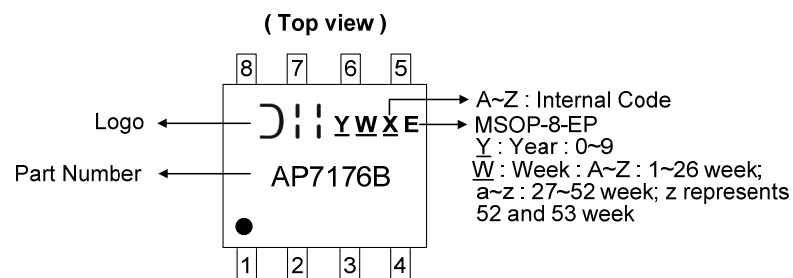 ( Top view )
8 7 6 5
Logo
Y W X E
A~Z : Internal Code
MSOP-8-EP
Y : Year : 0~9
W : Week : A~Z : 1~26 week;
a~z : 27~52 week; z represents
52 and 53 week
Part Number
AP7176B
1 2 3 4